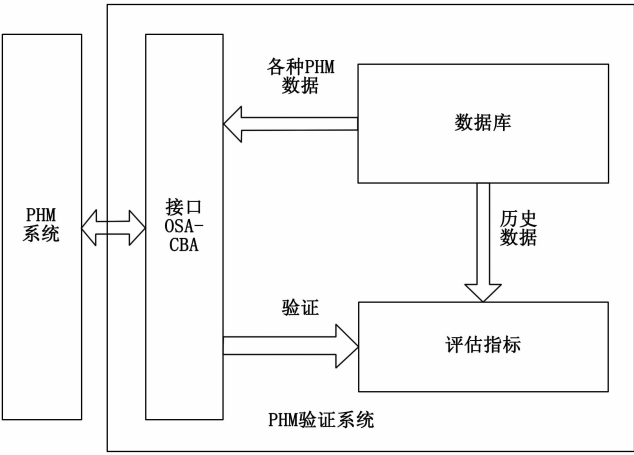 各种PHM
数据
数据库
PHM
系统
接口
OSA-
CBA
历史
数据
验证
评估指标
PHM验证系统